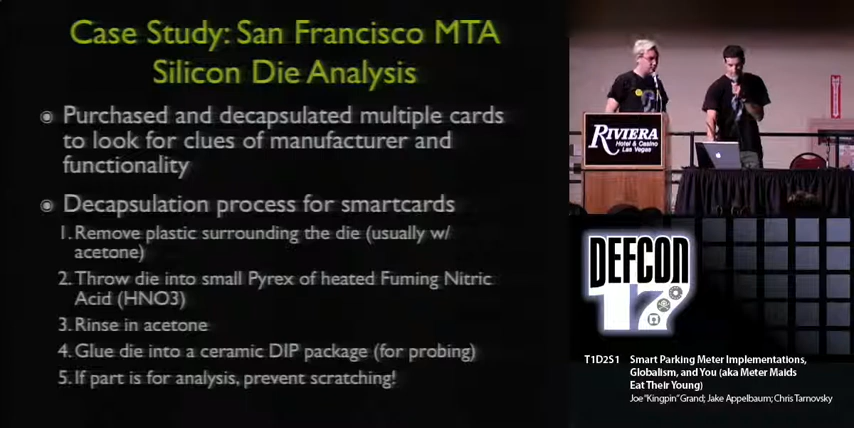 Case Study: San Francisco MTA
Silicon Die Analysis
Purchased and decapsulated multiple cards
to look for clues of manufacturer and
functionality
Decapsulation process for smartcards
1. Remove plastic surrounding the die (usually w/
acetone)
2. Throw die into small Pyrex of heated Fuming Nitric
Acid (HNO3)
3. Rinse in acetone
4. Glue die into a ceramic DIP package (for probing)
5. If part is for analysis, prevent scratching!
RIVIERA
Hotel & Casino
Las Vegas
DEFCON
17
T1D2S1 Smart Parking Meter Implementations,
Globalism, and You (aka Meter Maids
Eat Their Young)
Joe "Kingpin" Grand; Jake Appelbaum; Chris Tarnovsky